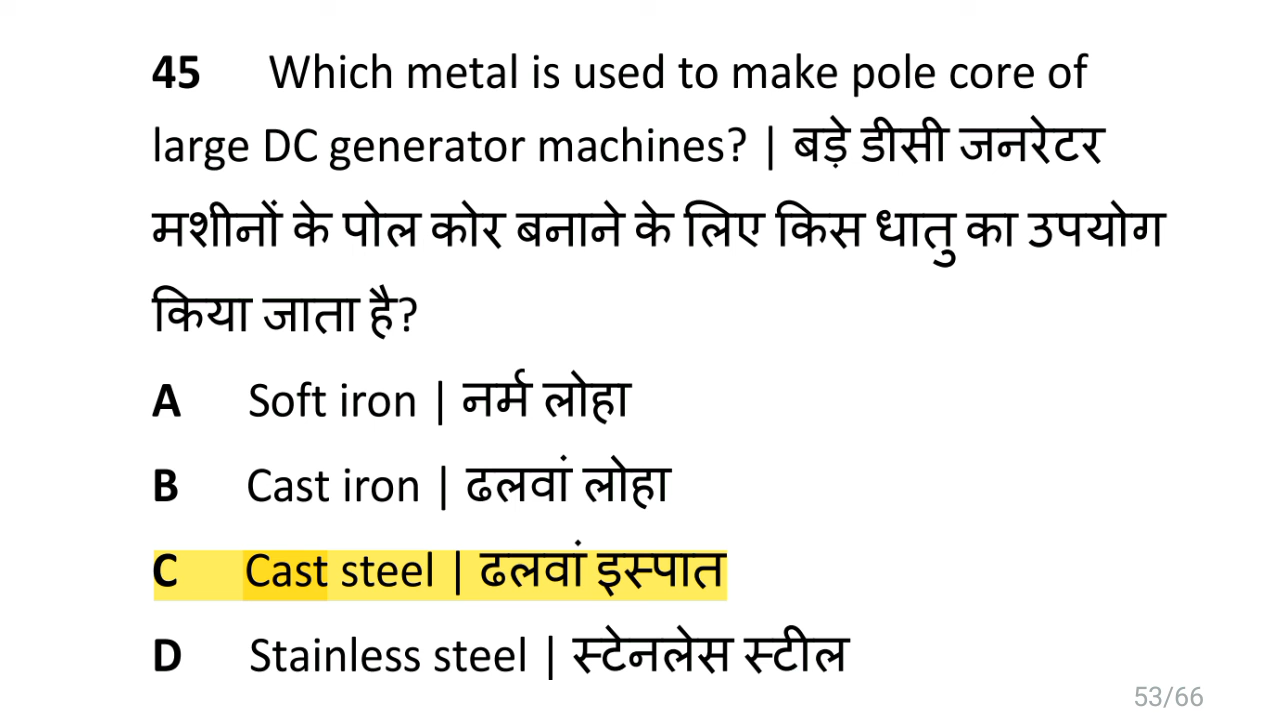 45 Which metal is used to make pole core of
large DC generator machines? | बड़े डीसी जनरेटर
मशीनों के पोल कोर बनाने के लिए किस धातु का उपयोग
किया जाता है?
A Soft iron | नर्म लोहा
B Cast iron | ढलवां लोहा
C Cast steel | ढलवां इस्पात
D Stainless steel | स्टेनलेस स्टील
53/66